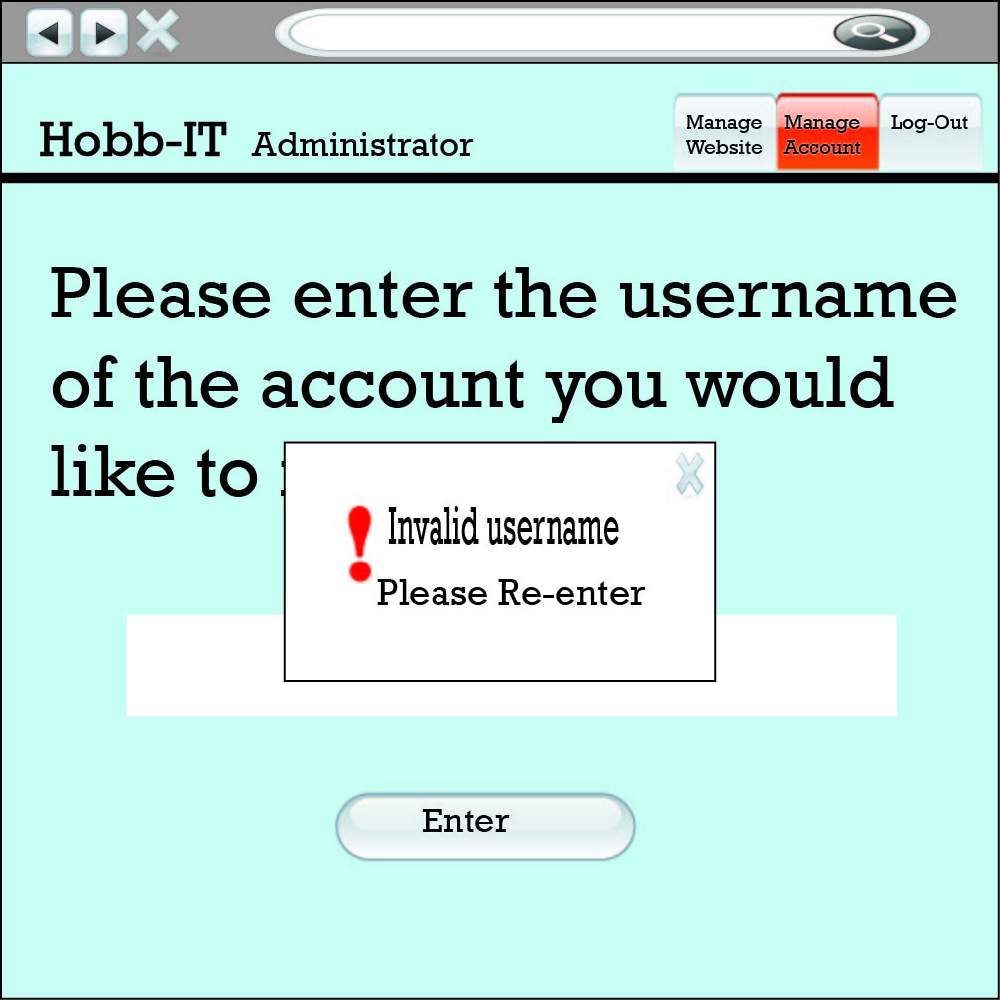 Hobb-IT Administrator
Manage
Website
Manage
Account
Log-Out
Please enter the username
of the account you would
like to
Invalid username
Please Re-enter
Enter